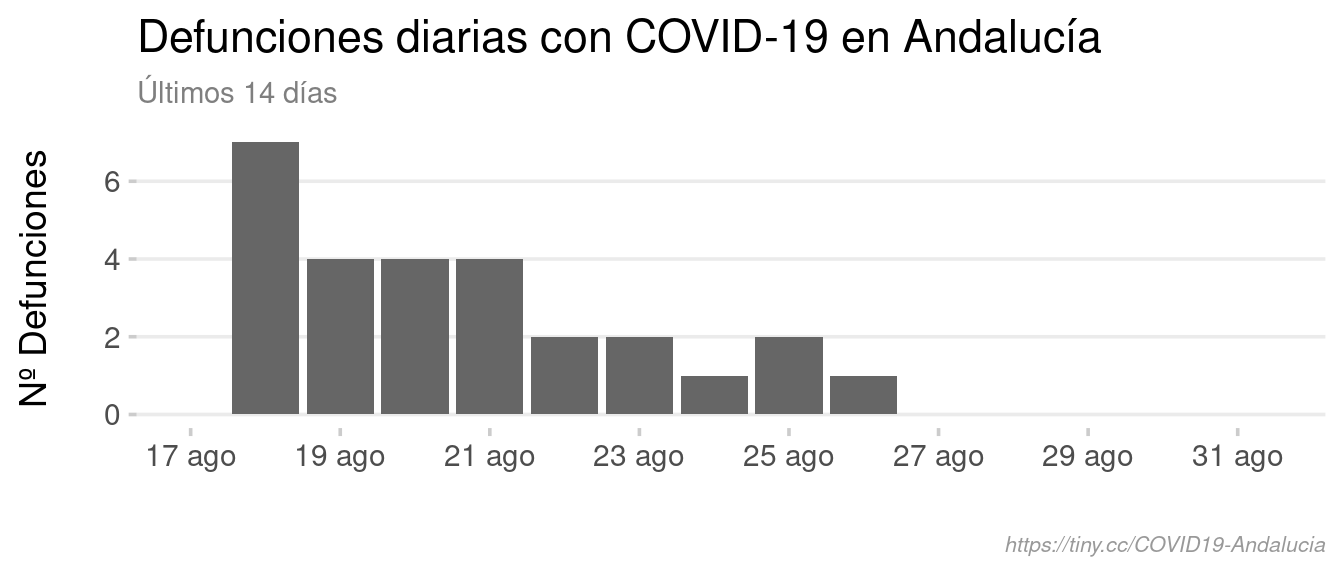 Defunciones diarias con COVID-19 en Andalucía
Últimos 14 días
Nº Defunciones
6
4
2
0
17 ago 19 ago 21 ago 23 ago 25 ago 27 ago 29 ago 31 ago
https://tiny.cc/COVID19-Andalucia